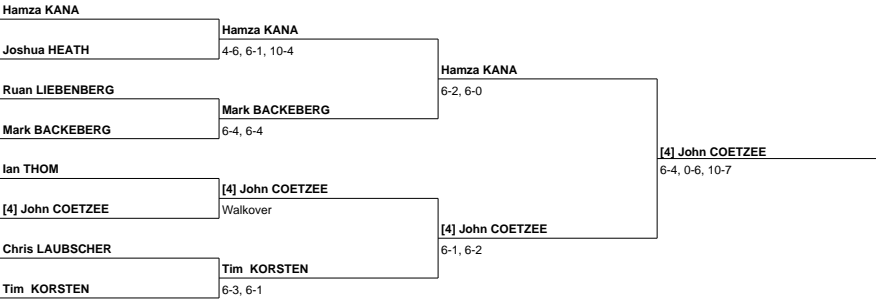 Hamza KANA
Hamza KANA
Joshua HEATH
4-6, 6-1, 10-4
Hamza KANA
Ruan LIEBENBERG
6-2, 6-0
Mark BACKEBERG
Mark BACKEBERG
6-4, 6-4
[4] John COETZEE
Ian THOM
6-4, 0-6, 10-7
[4] John COETZEE
[4] John COETZEE
Walkover
[4] John COETZEE
Chris LAUBSCHER
6-1, 6-2
Tim KORSTEN
Tim KORSTEN
6-3, 6-1